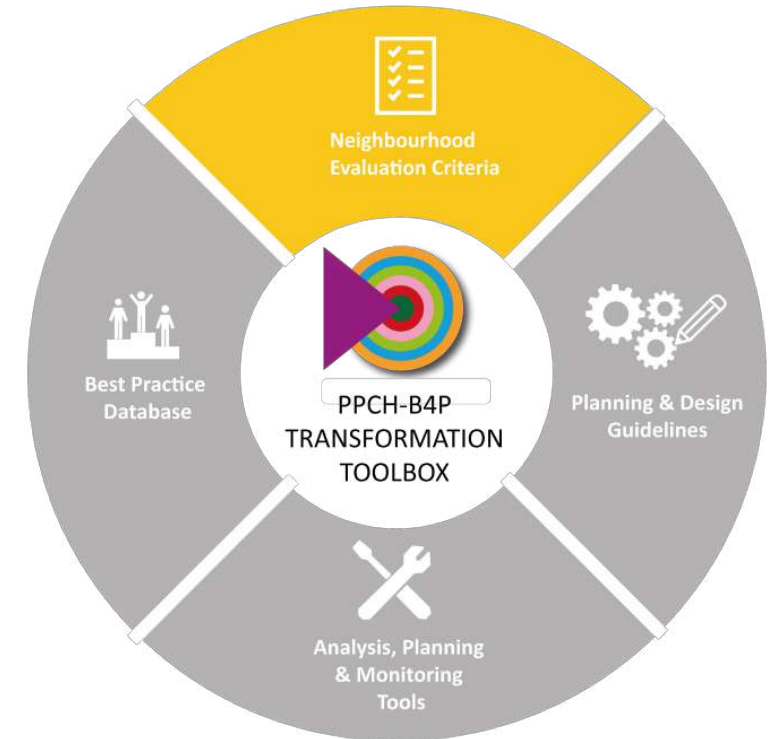 Neighbourhood
Evaluation Criteria
Best Practice
Database
PPCH-B4P
TRANSFORMATION
TOOLBOX
Planning & Design
Guidelines
Analysis, Planning
& Monitoring
Tools